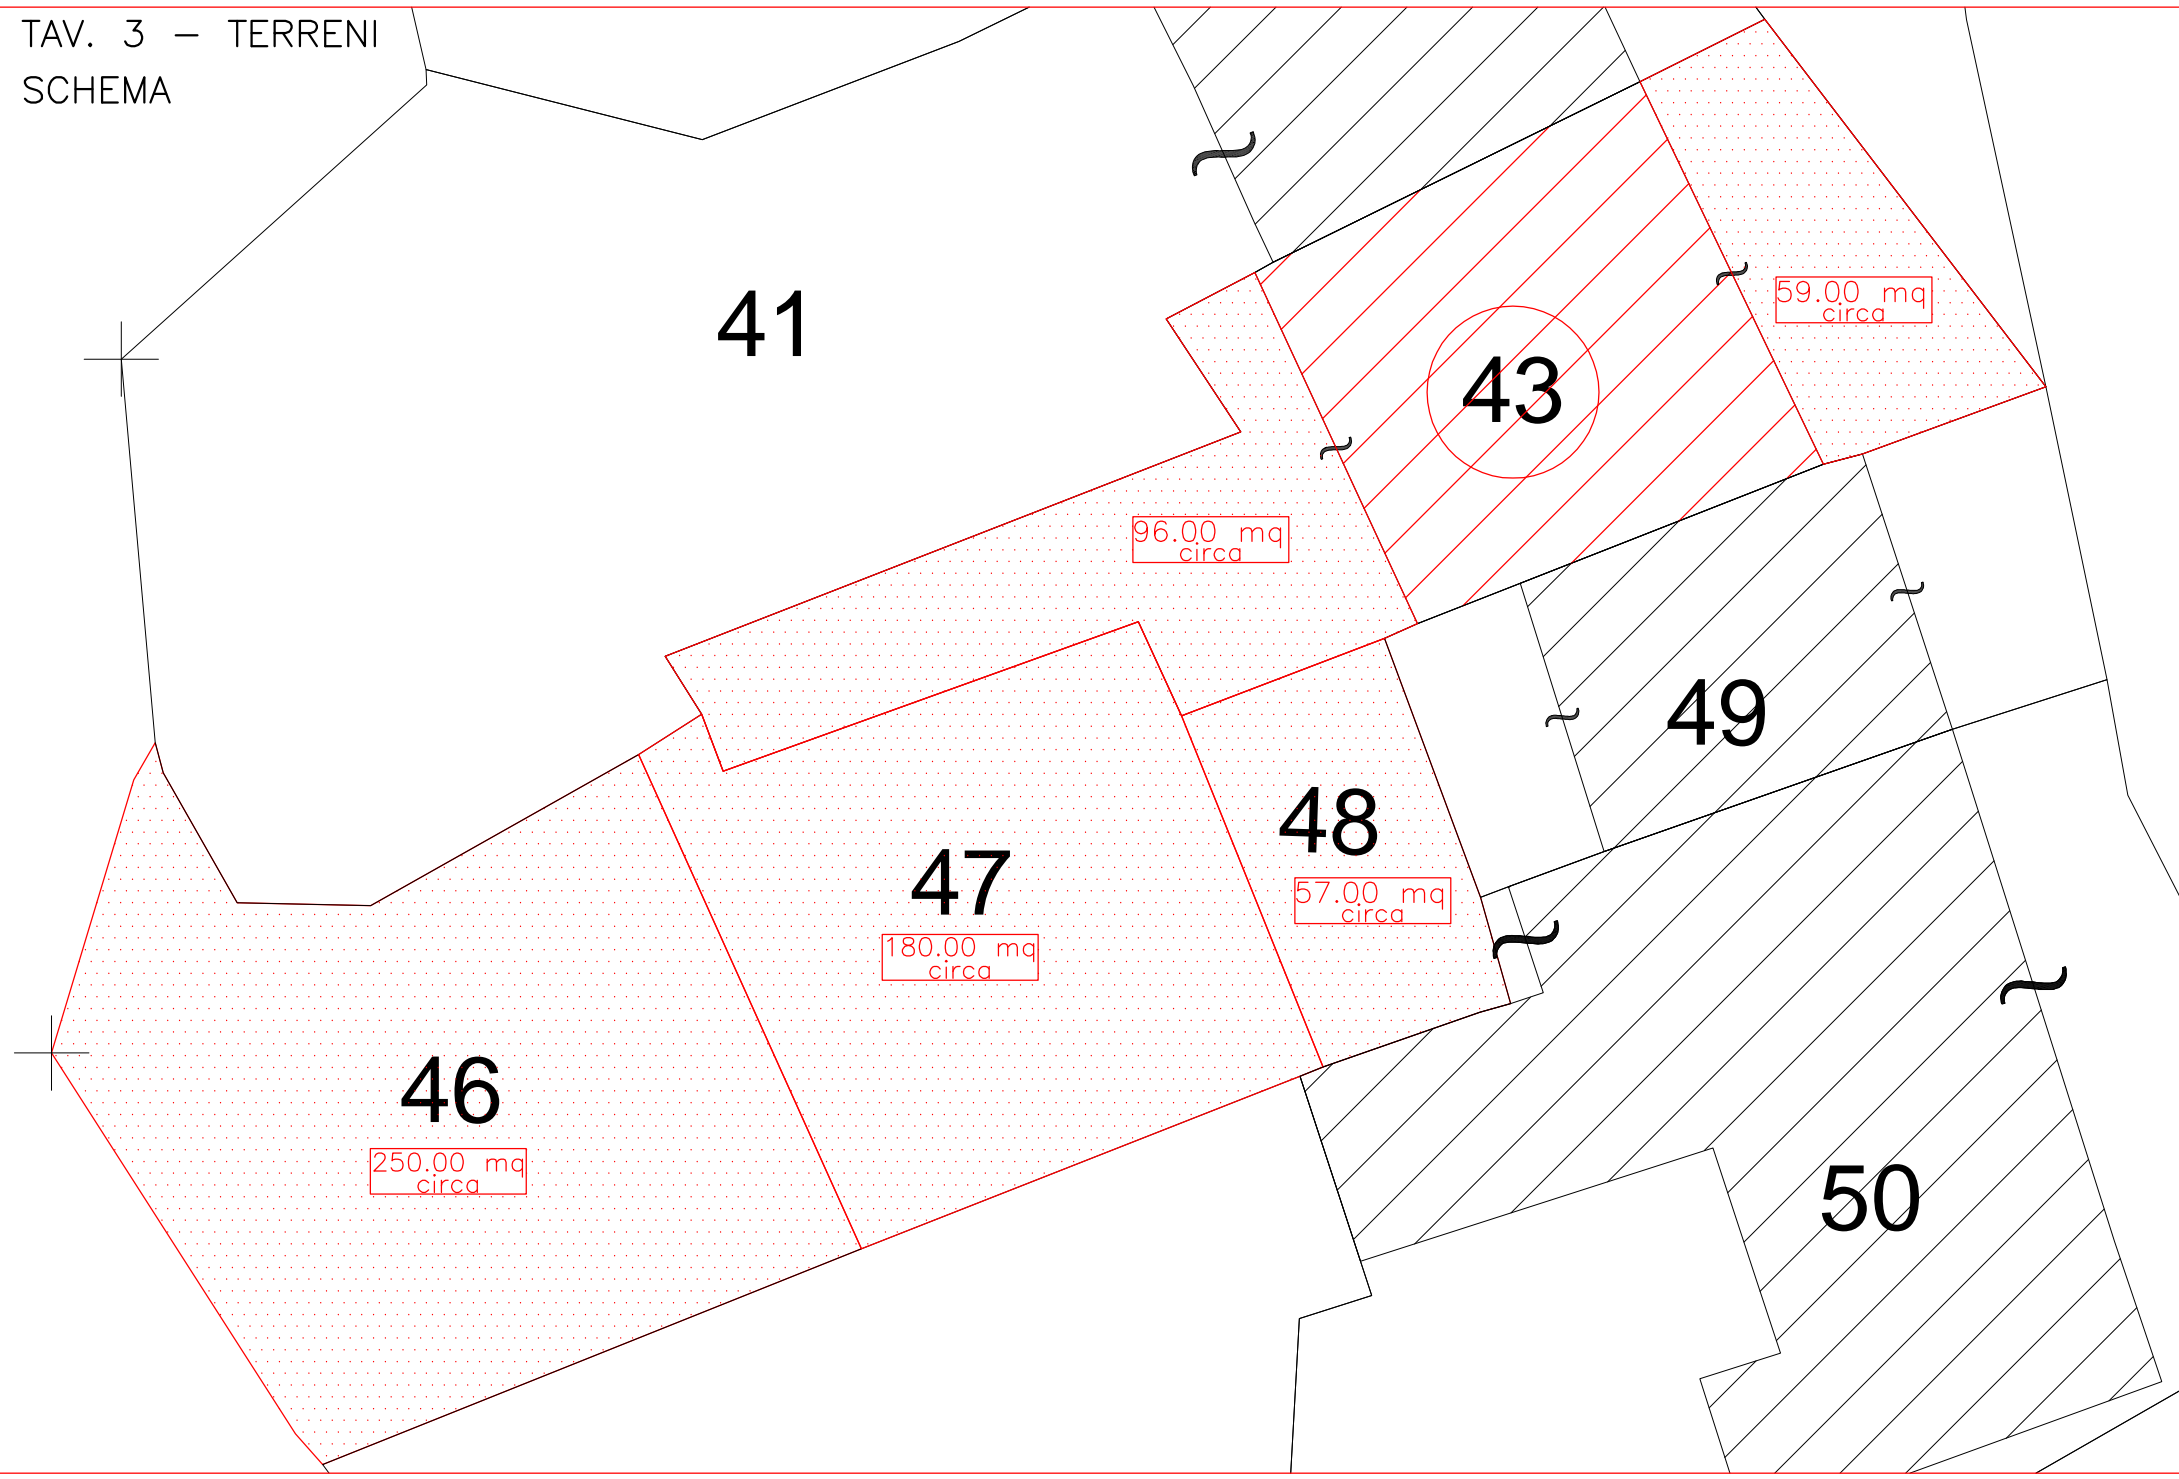 TAV. 3 – TERRENI
SCHEMA
41
43
59.00 mq
circa
96.00 mq
circa
49
48
57.00 mq
circa
47
180.00 mq
circa
46
250.00 mq
circa
50